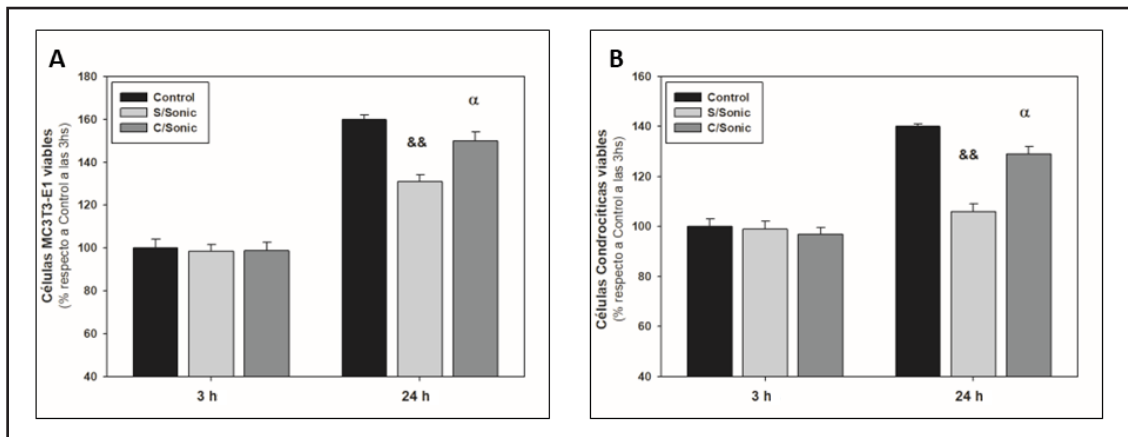 A
Células MC3T3-E1 viables
(% respecto a Control a las 3hs)
180
160
140
120
100
80
60
40
Control
S/Sonic
C/Sonic
&&
α
3 h
24 h
B
Células Condrocíticas viables
(% respecto a Control a las 3hs)
160
140
120
100
80
60
40
Control
S/Sonic
C/Sonic
&&
α
3 h
24 h